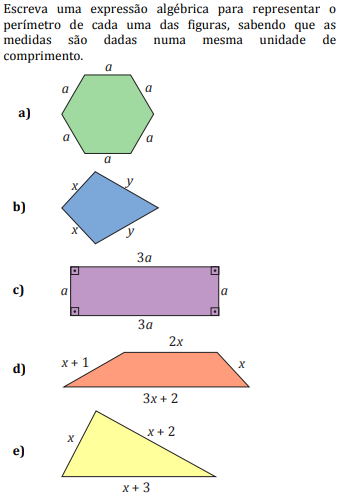 Escreva uma expressão algébrica para representar o
perímetro de cada uma das figuras, sabendo que as
medidas são dadas numa mesma unidade de
comprimento.
a
a a
a)
a a
a
x y
b)
x y
3a
c) a a
3a
2x
d) x + 1 x
3x + 2
x x + 2
e)
x + 3